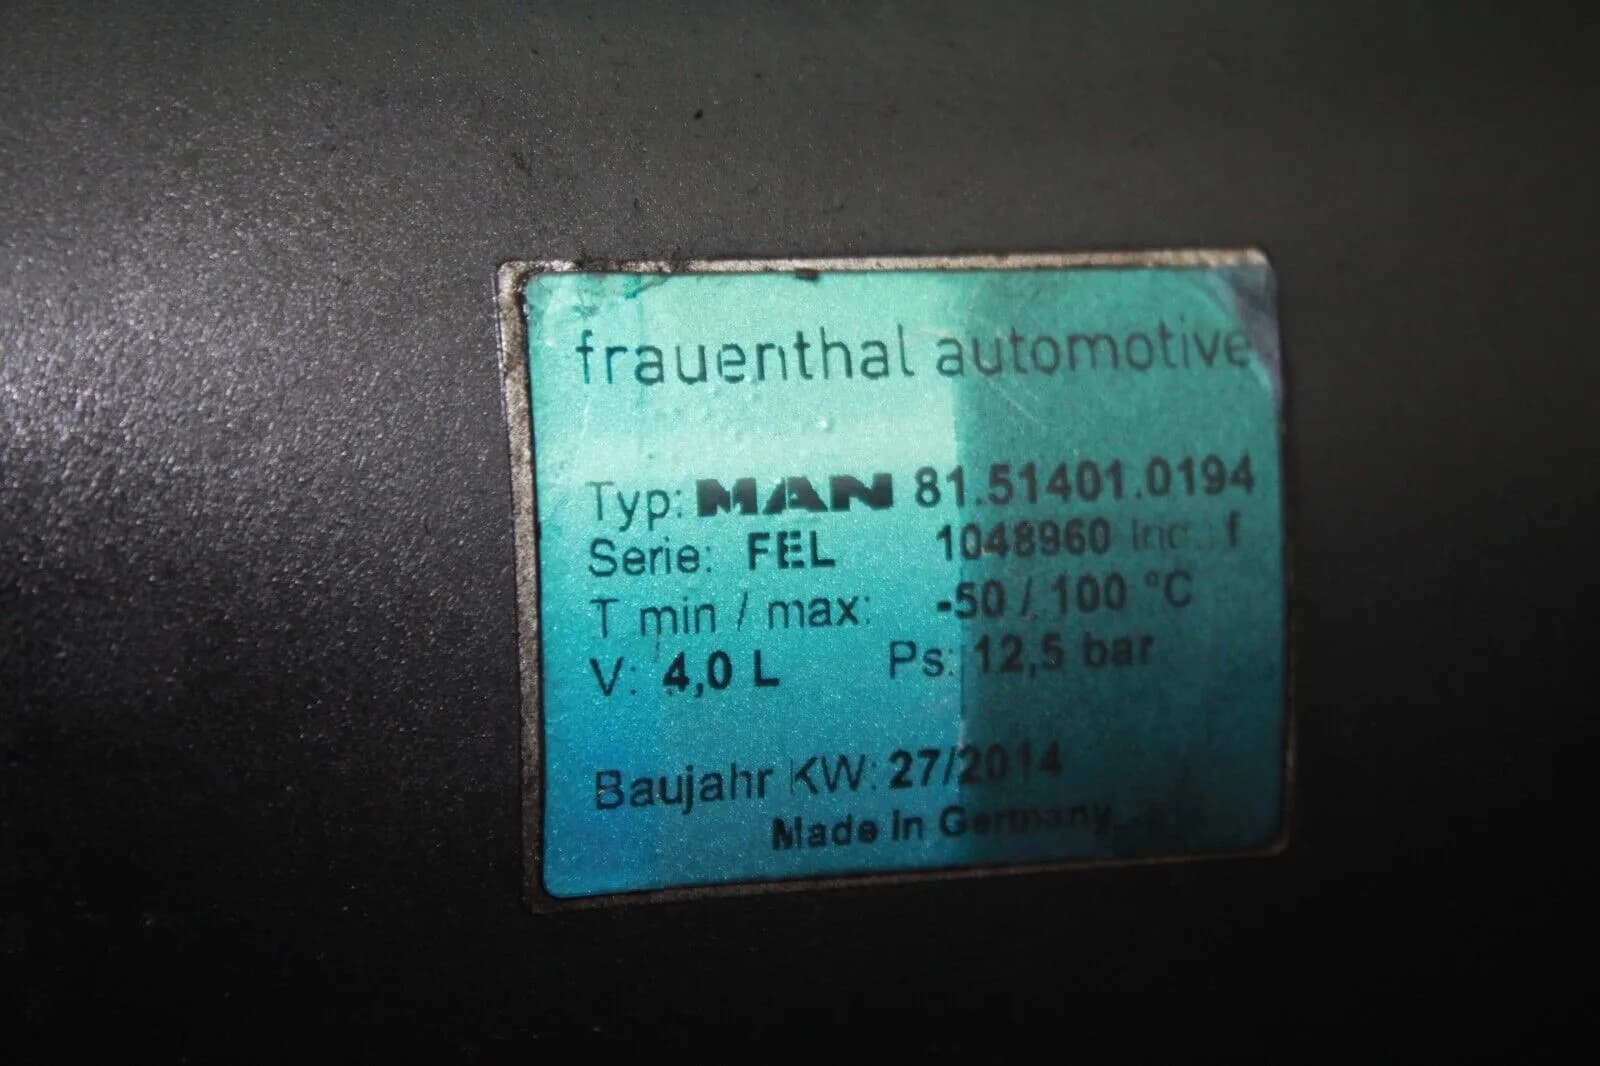 frauenthal automotive
Typ: MAN 81.51401.0194
Serie: FEL 1048960 Ind.: f
T min / max: -50 / 100 °C
V: 4,0 L Ps: 12,5 bar
Baujahr KW: 27/2014
Made in Germany